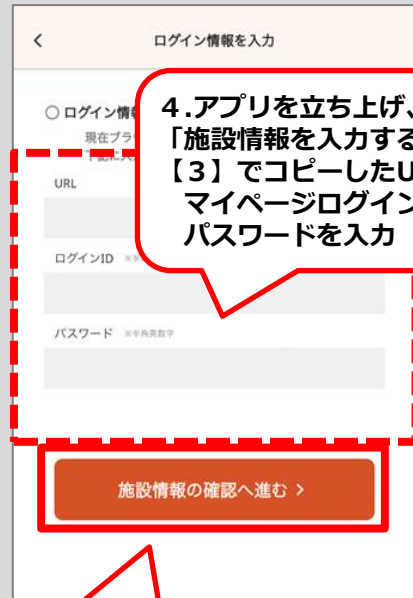 ログイン情報を入力
○ ログイン情
4.アプリを立ち上げ、
「施設情報を入力する
【3】でコピーしたU
マイページログイン
パスワードを入力
現在ブラ
URL
ログインID
パスワード ※半角英数字
施設情報の確認へ進む >